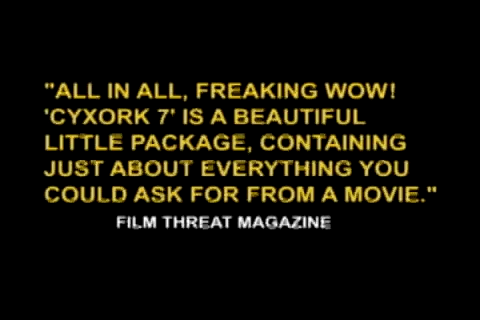 "ALL IN ALL, FREAKING WOW!
'CYXORK 7' IS A BEAUTIFUL
LITTLE PACKAGE, CONTAINING
JUST ABOUT EVERYTHING YOU
COULD ASK FOR FROM A MOVIE."
FILM THREAT MAGAZINE